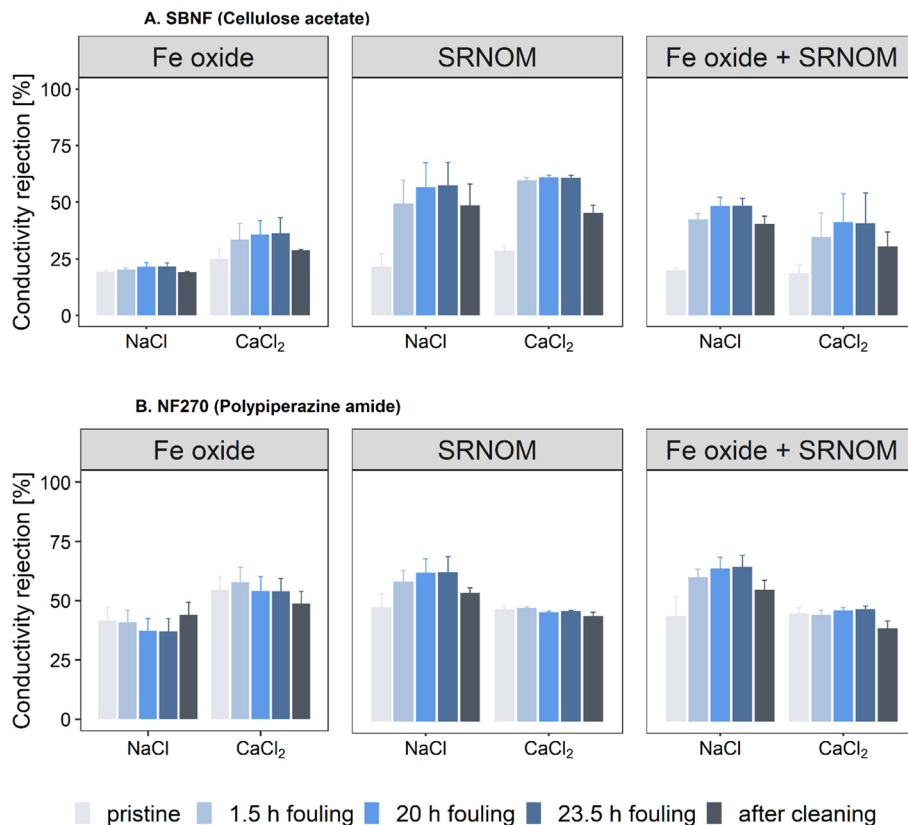 A. SBNF (Cellulose acetate)
Fe oxide
SRNOM
Fe oxide + SRNOM
Conductivity rejection [%]
100
75
50
25
0
NaCl
CaCl₂
NaCl
CaCl₂
NaCl
CaCl₂
B. NF270 (Polypiperazine amide)
Fe oxide
SRNOM
Fe oxide + SRNOM
Conductivity rejection [%]
100
75
50
25
0
NaCl
CaCl₂
NaCl
CaCl₂
NaCl
CaCl₂
pristine
1.5 h fouling
20 h fouling
23.5 h fouling
after cleaning